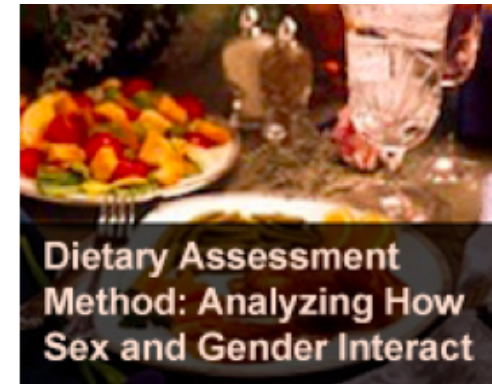 Dietary Assessment
Method: Analyzing How
Sex and Gender Interact